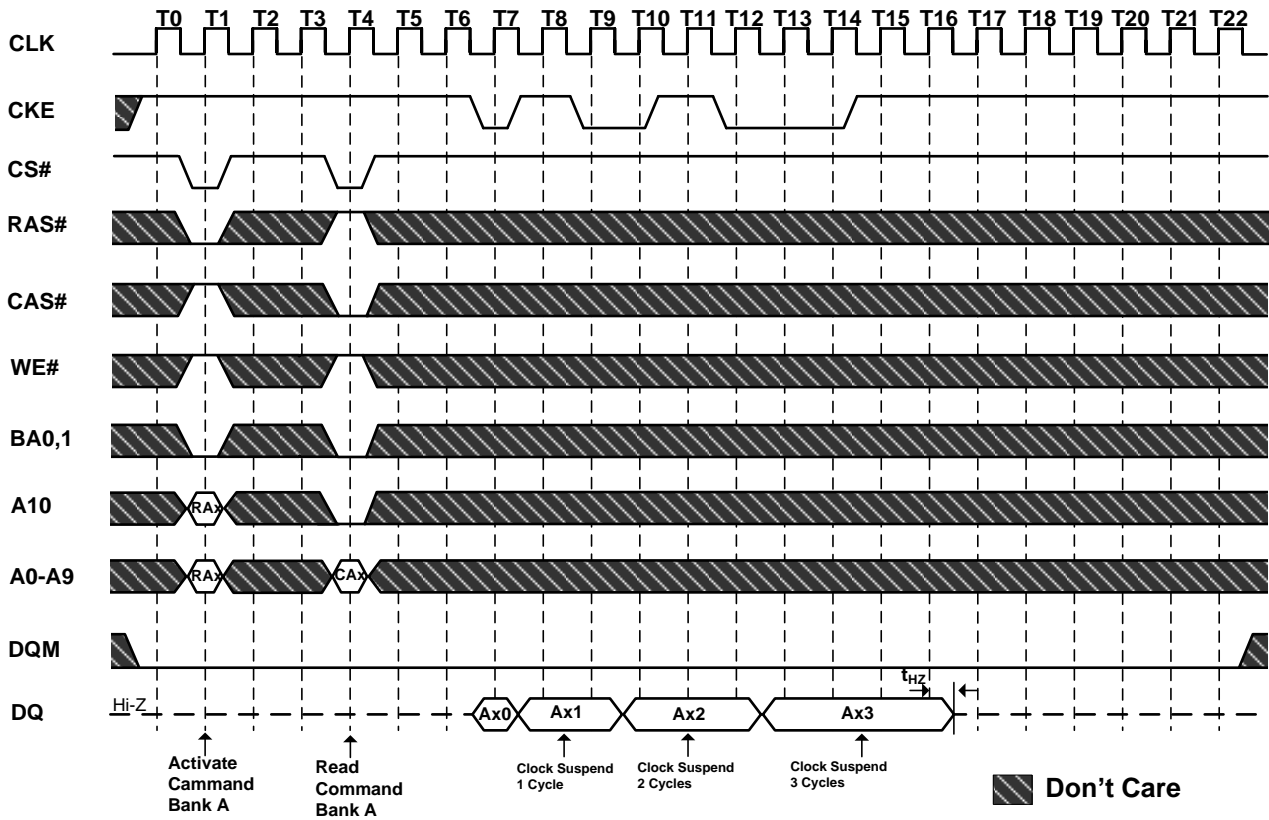 T0 T1 T2 T3 T4 T5 T6 T7 T8 T9 T10 T11 T12 T13 T14 T15 T16 T17 T18 T19 T20 T21 T22
CLK
CKE
CS#
RAS#
CAS#
WE#
BA0,1
A10
RAx
A0-A9
RAx
CAx
DQM
tHZ
DQ
Hi-Z
Ax0
Ax1
Ax2
Ax3
Activate
Cammand
Bank A
Read
Command
Bank A
Clock Suspend
1 Cycle
Clock Suspend
2 Cycles
Clock Suspend
3 Cycles
Don't Care